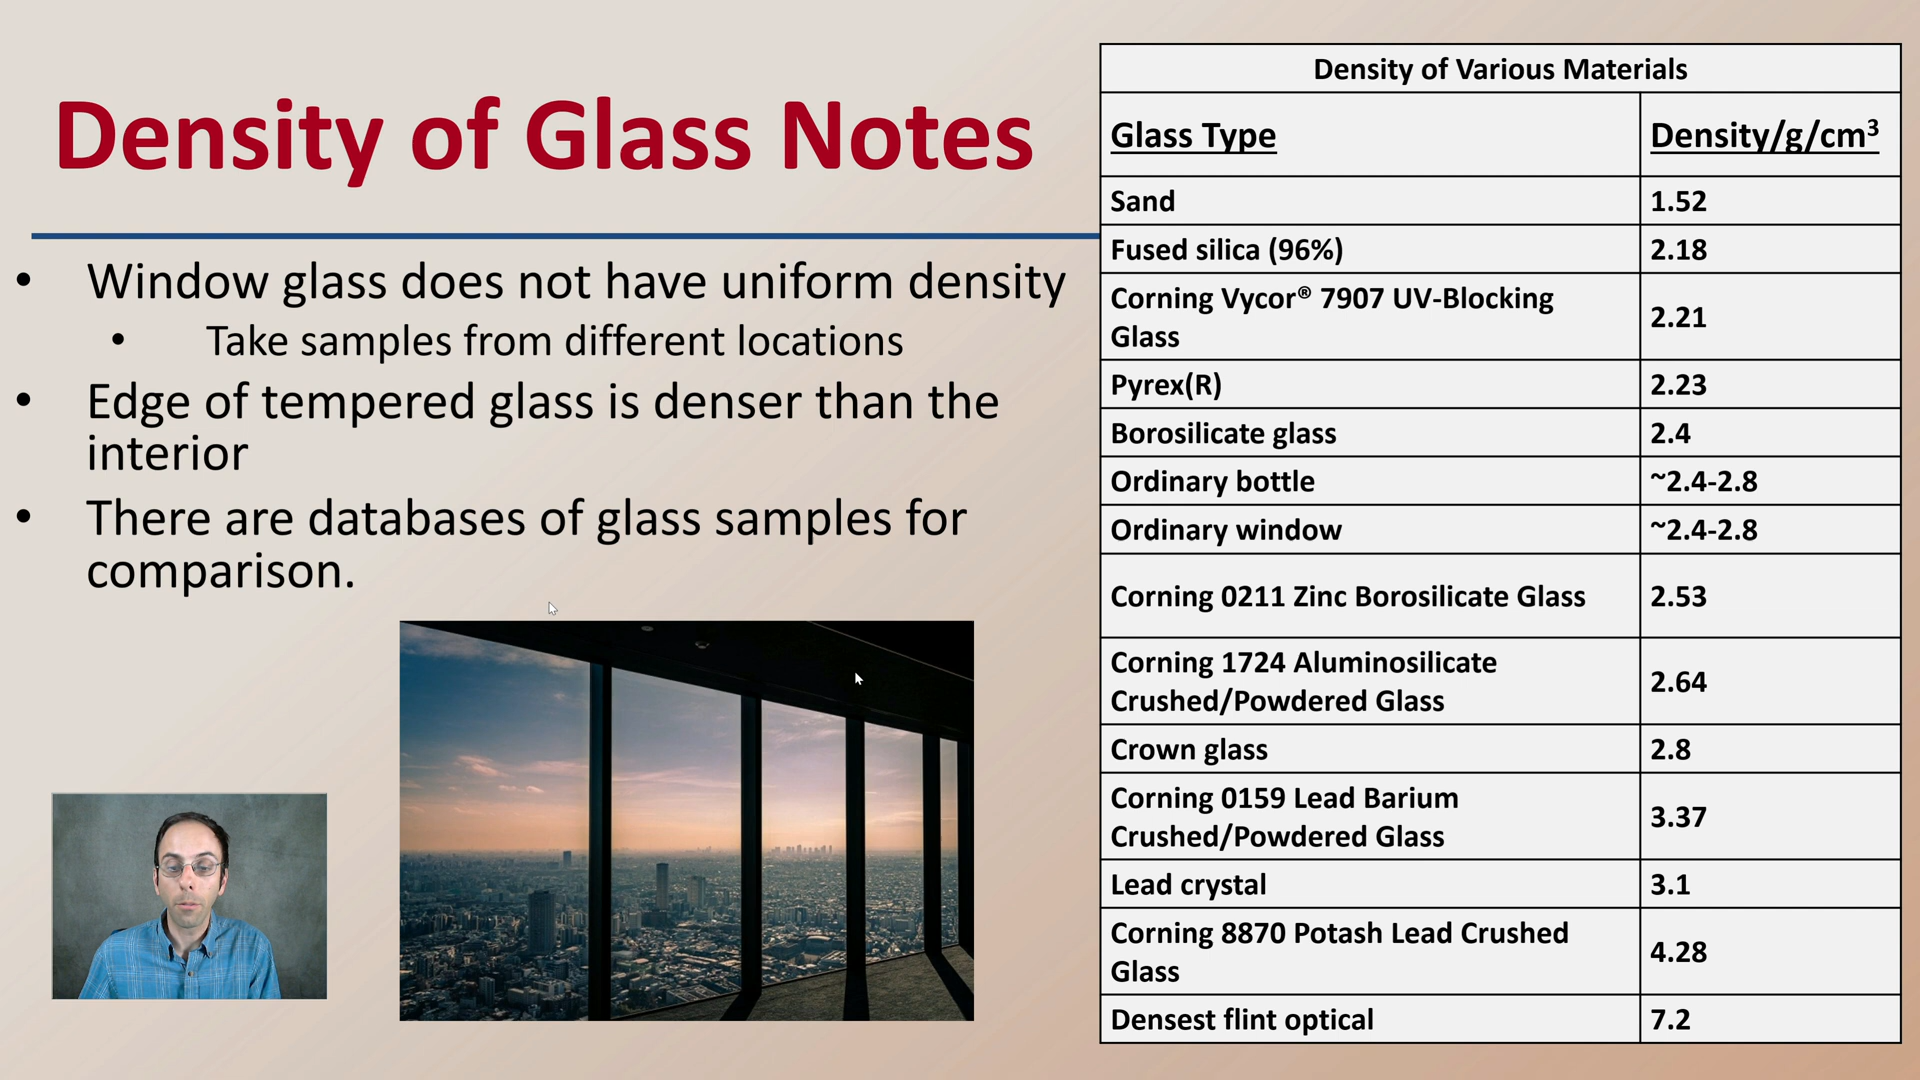 Density of Glass Notes
• Window glass does not have uniform density
• Take samples from different locations
• Edge of tempered glass is denser than the
interior
• There are databases of glass samples for
comparison.
Density of Various Materials
Glass Type Density/g/cm³
Sand 1.52
Fused silica (96%) 2.18
Corning Vycor® 7907 UV-Blocking
Glass 2.21
Pyrex(R) 2.23
Borosilicate glass 2.4
Ordinary bottle ~2.4-2.8
Ordinary window ~2.4-2.8
Corning 0211 Zinc Borosilicate Glass 2.53
Corning 1724 Aluminosilicate
Crushed/Powdered Glass 2.64
Crown glass 2.8
Corning 0159 Lead Barium
Crushed/Powdered Glass 3.37
Lead crystal 3.1
Corning 8870 Potash Lead Crushed
Glass 4.28
Densest flint optical 7.2